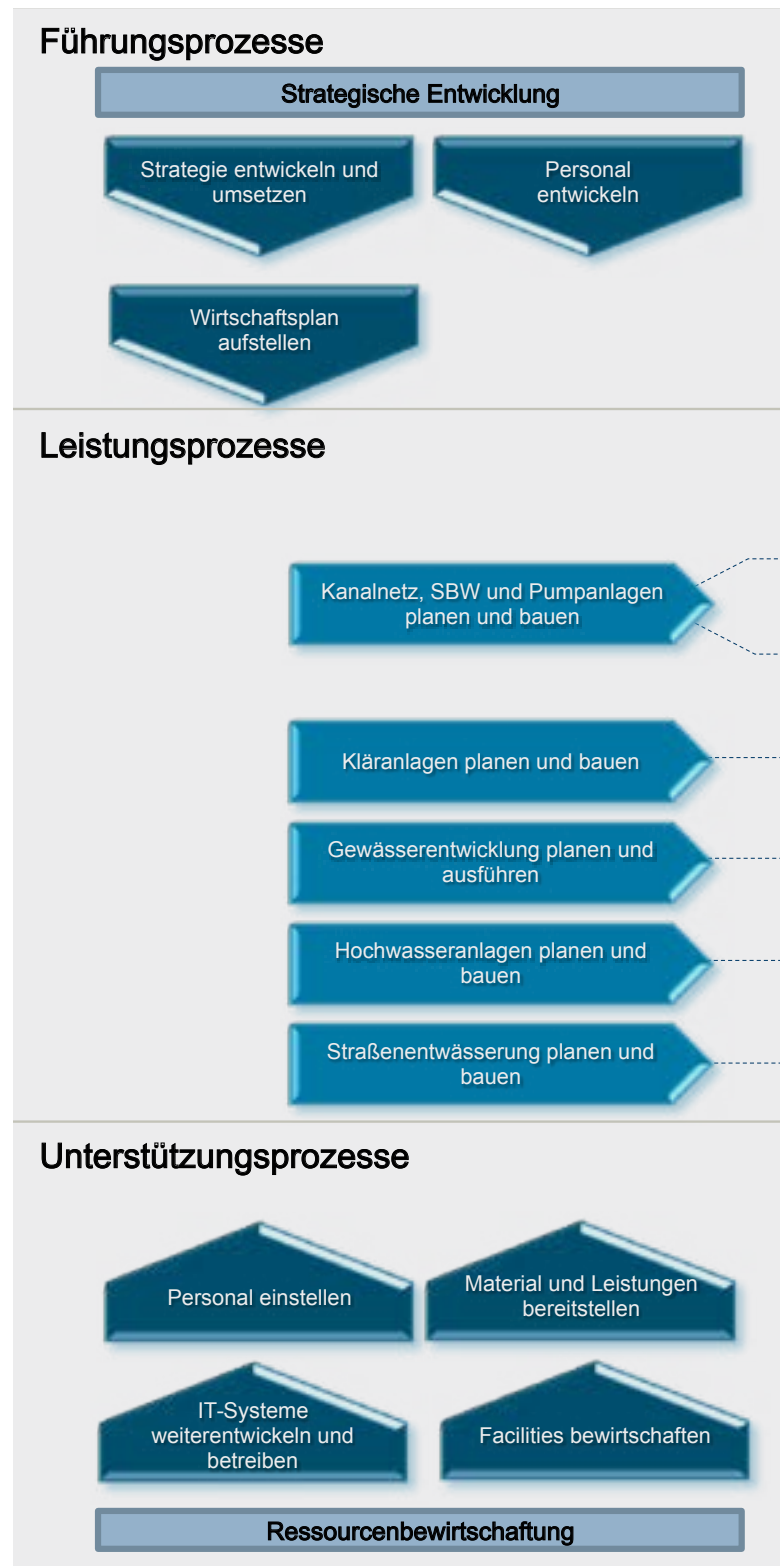 Führungsprozesse
Strategische Entwicklung
Strategie entwickeln und
umsetzen
Personal
entwickeln
Wirtschaftsplan
aufstellen
Leistungsprozesse
Kanalnetz, SBW und Pumpanlagen
planen und bauen
Kläranlagen planen und bauen
Gewässerentwicklung planen und
ausführen
Hochwasseranlagen planen und
bauen
Straßenentwässerung planen und
bauen
Unterstützungsprozesse
Personal einstellen
Material und Leistungen
bereitstellen
IT-Systeme
weiterentwickeln und
betreiben
Facilities bewirtschaften
Ressourcenbewirtschaftung